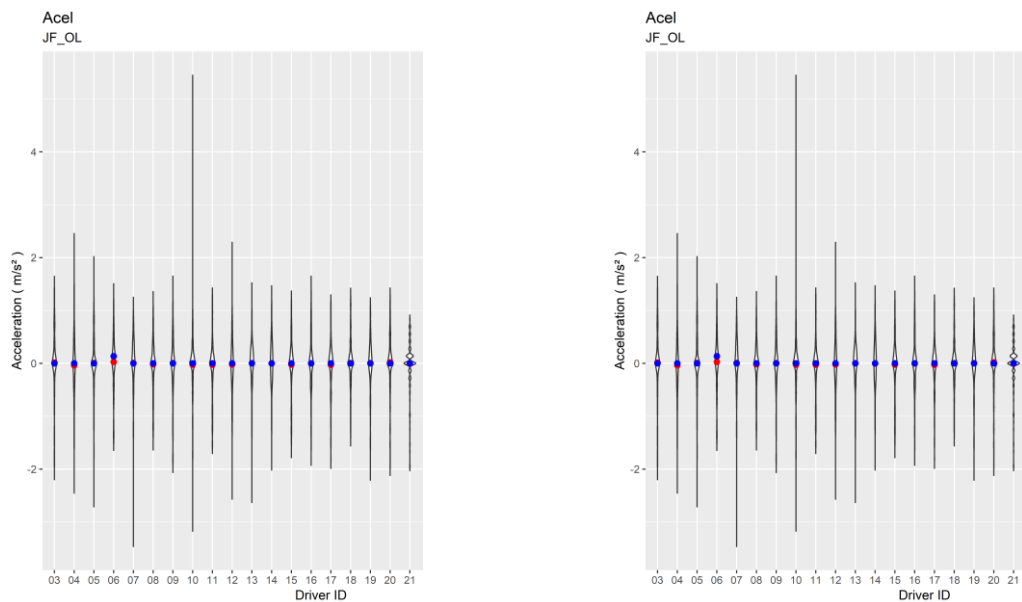 Acel
JF_OL
4
2
0
-2
Acceleration ( m/s² )
03 04 05 06 07 08 09 10 11 12 13 14 15 16 17 18 19 20 21
Driver ID
Acel
JF_OL
4
2
0
-2
Acceleration ( m/s² )
03 04 05 06 07 08 09 10 11 12 13 14 15 16 17 18 19 20 21
Driver ID